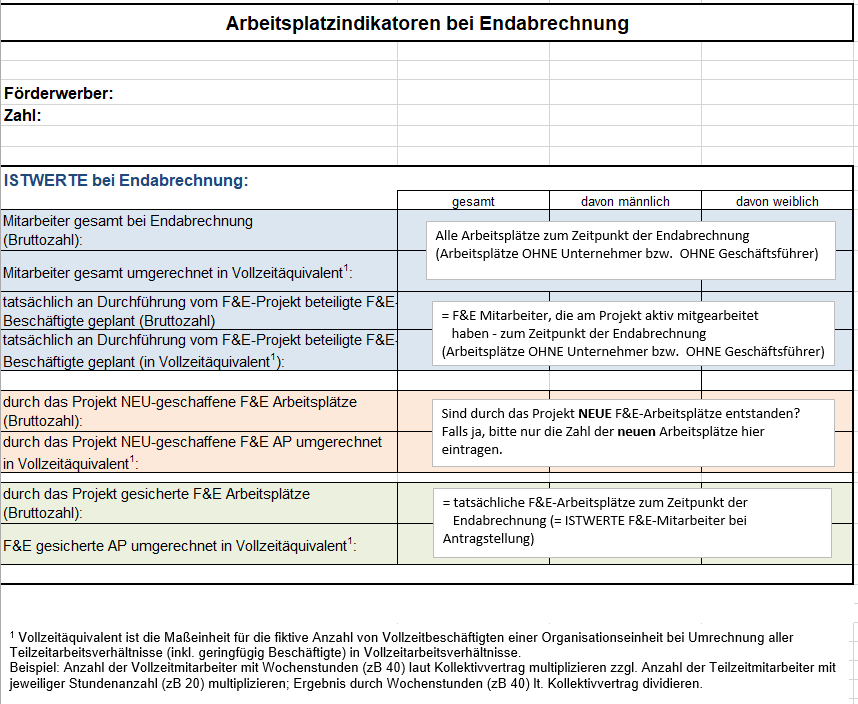 Arbeitsplatzindikatoren bei Endabrechnung
Förderwerber:
Zahl:
ISTWERTE bei Endabrechnung:
gesamt
davon männlich
davon weiblich
Mitarbeiter gesamt bei Endabrechnung
(Bruttozahl):
Mitarbeiter gesamt umgerechnet in Vollzeitäquivalent¹:
Alle Arbeitsplätze zum Zeitpunkt der Endabrechnung
(Arbeitsplätze OHNE Unternehmer bzw. OHNE Geschäftsführer)
tatsächlich an Durchführung vom F&E-Projekt beteiligte F&E-
Beschäftigte geplant (Bruttozahl)
tatsächlich an Durchführung vom F&E-Projekt beteiligte F&E-
Beschäftigte geplant (in Vollzeitäquivalent¹):
= F&E Mitarbeiter, die am Projekt aktiv mitgearbeitet
haben - zum Zeitpunkt der Endabrechnung
(Arbeitsplätze OHNE Unternehmer bzw. OHNE Geschäftsführer)
durch das Projekt NEU-geschaffene F&E Arbeitsplätze
(Bruttozahl):
durch das Projekt NEU-geschaffene F&E AP umgerechnet
in Vollzeitäquivalent¹:
Sind durch das Projekt NEUE F&E-Arbeitsplätze entstanden?
Falls ja, bitte nur die Zahl der neuen Arbeitsplätze hier
eintragen.
durch das Projekt gesicherte F&E Arbeitsplätze
(Bruttozahl):
F&E gesicherte AP umgerechnet in Vollzeitäquivalent¹:
= tatsächliche F&E-Arbeitsplätze zum Zeitpunkt der
Endabrechnung (= ISTWERTE F&E-Mitarbeiter bei
Antragstellung)
¹ Vollzeitäquivalent ist die Maßeinheit für die fiktive Anzahl von Vollzeitbeschäftigten einer Organisationseinheit bei Umrechnung aller
Teilzeitarbeitsverhältnisse (inkl. geringfügig Beschäftigte) in Vollzeitarbeitsverhältnisse.
Beispiel: Anzahl der Vollzeitmitarbeiter mit Wochenstunden (zB 40) laut Kollektivvertrag multiplizieren zzgl. Anzahl der Teilzeitmitarbeiter mit
jeweiliger Stundenanzahl (zB 20) multiplizieren; Ergebnis durch Wochenstunden (zB 40) lt. Kollektivvertrag dividieren.